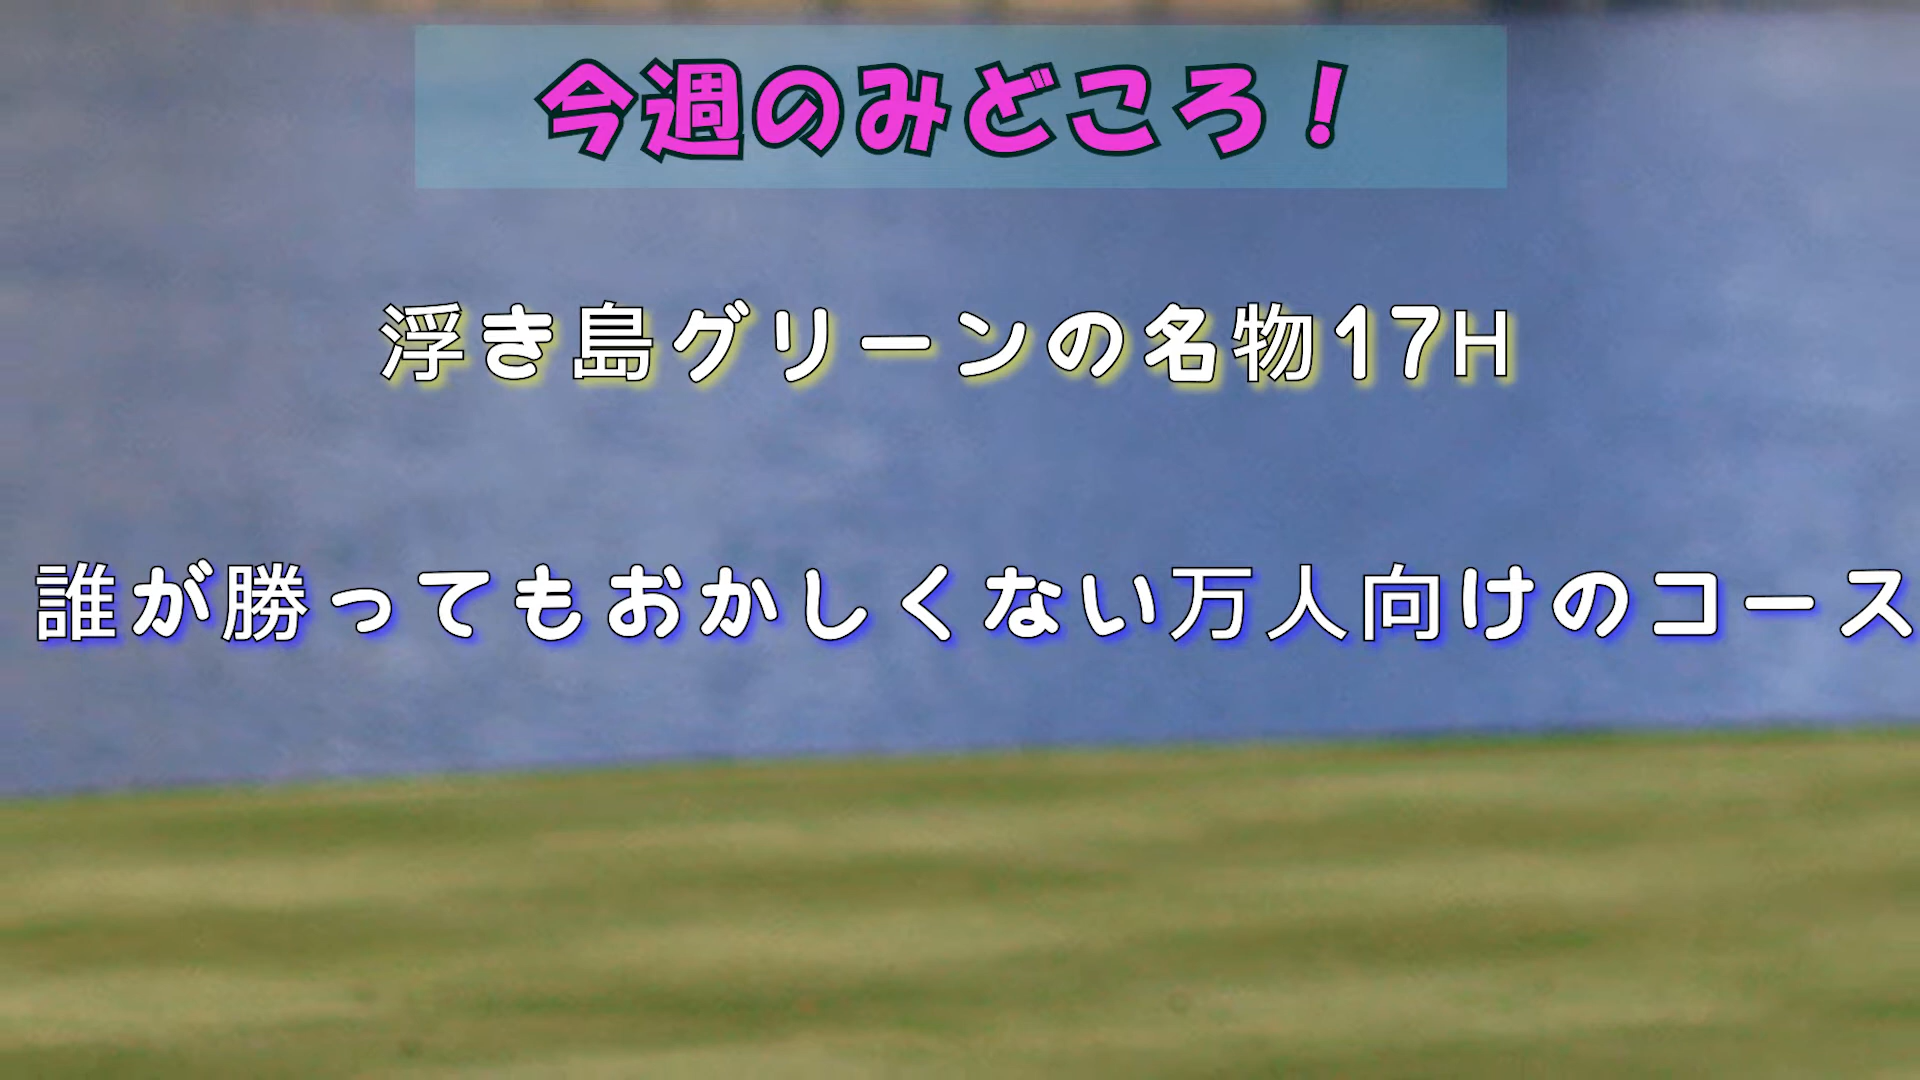 今週のみどころ！
浮き島グリーンの名物17H
誰が勝ってもおかしくない万人向けのコース